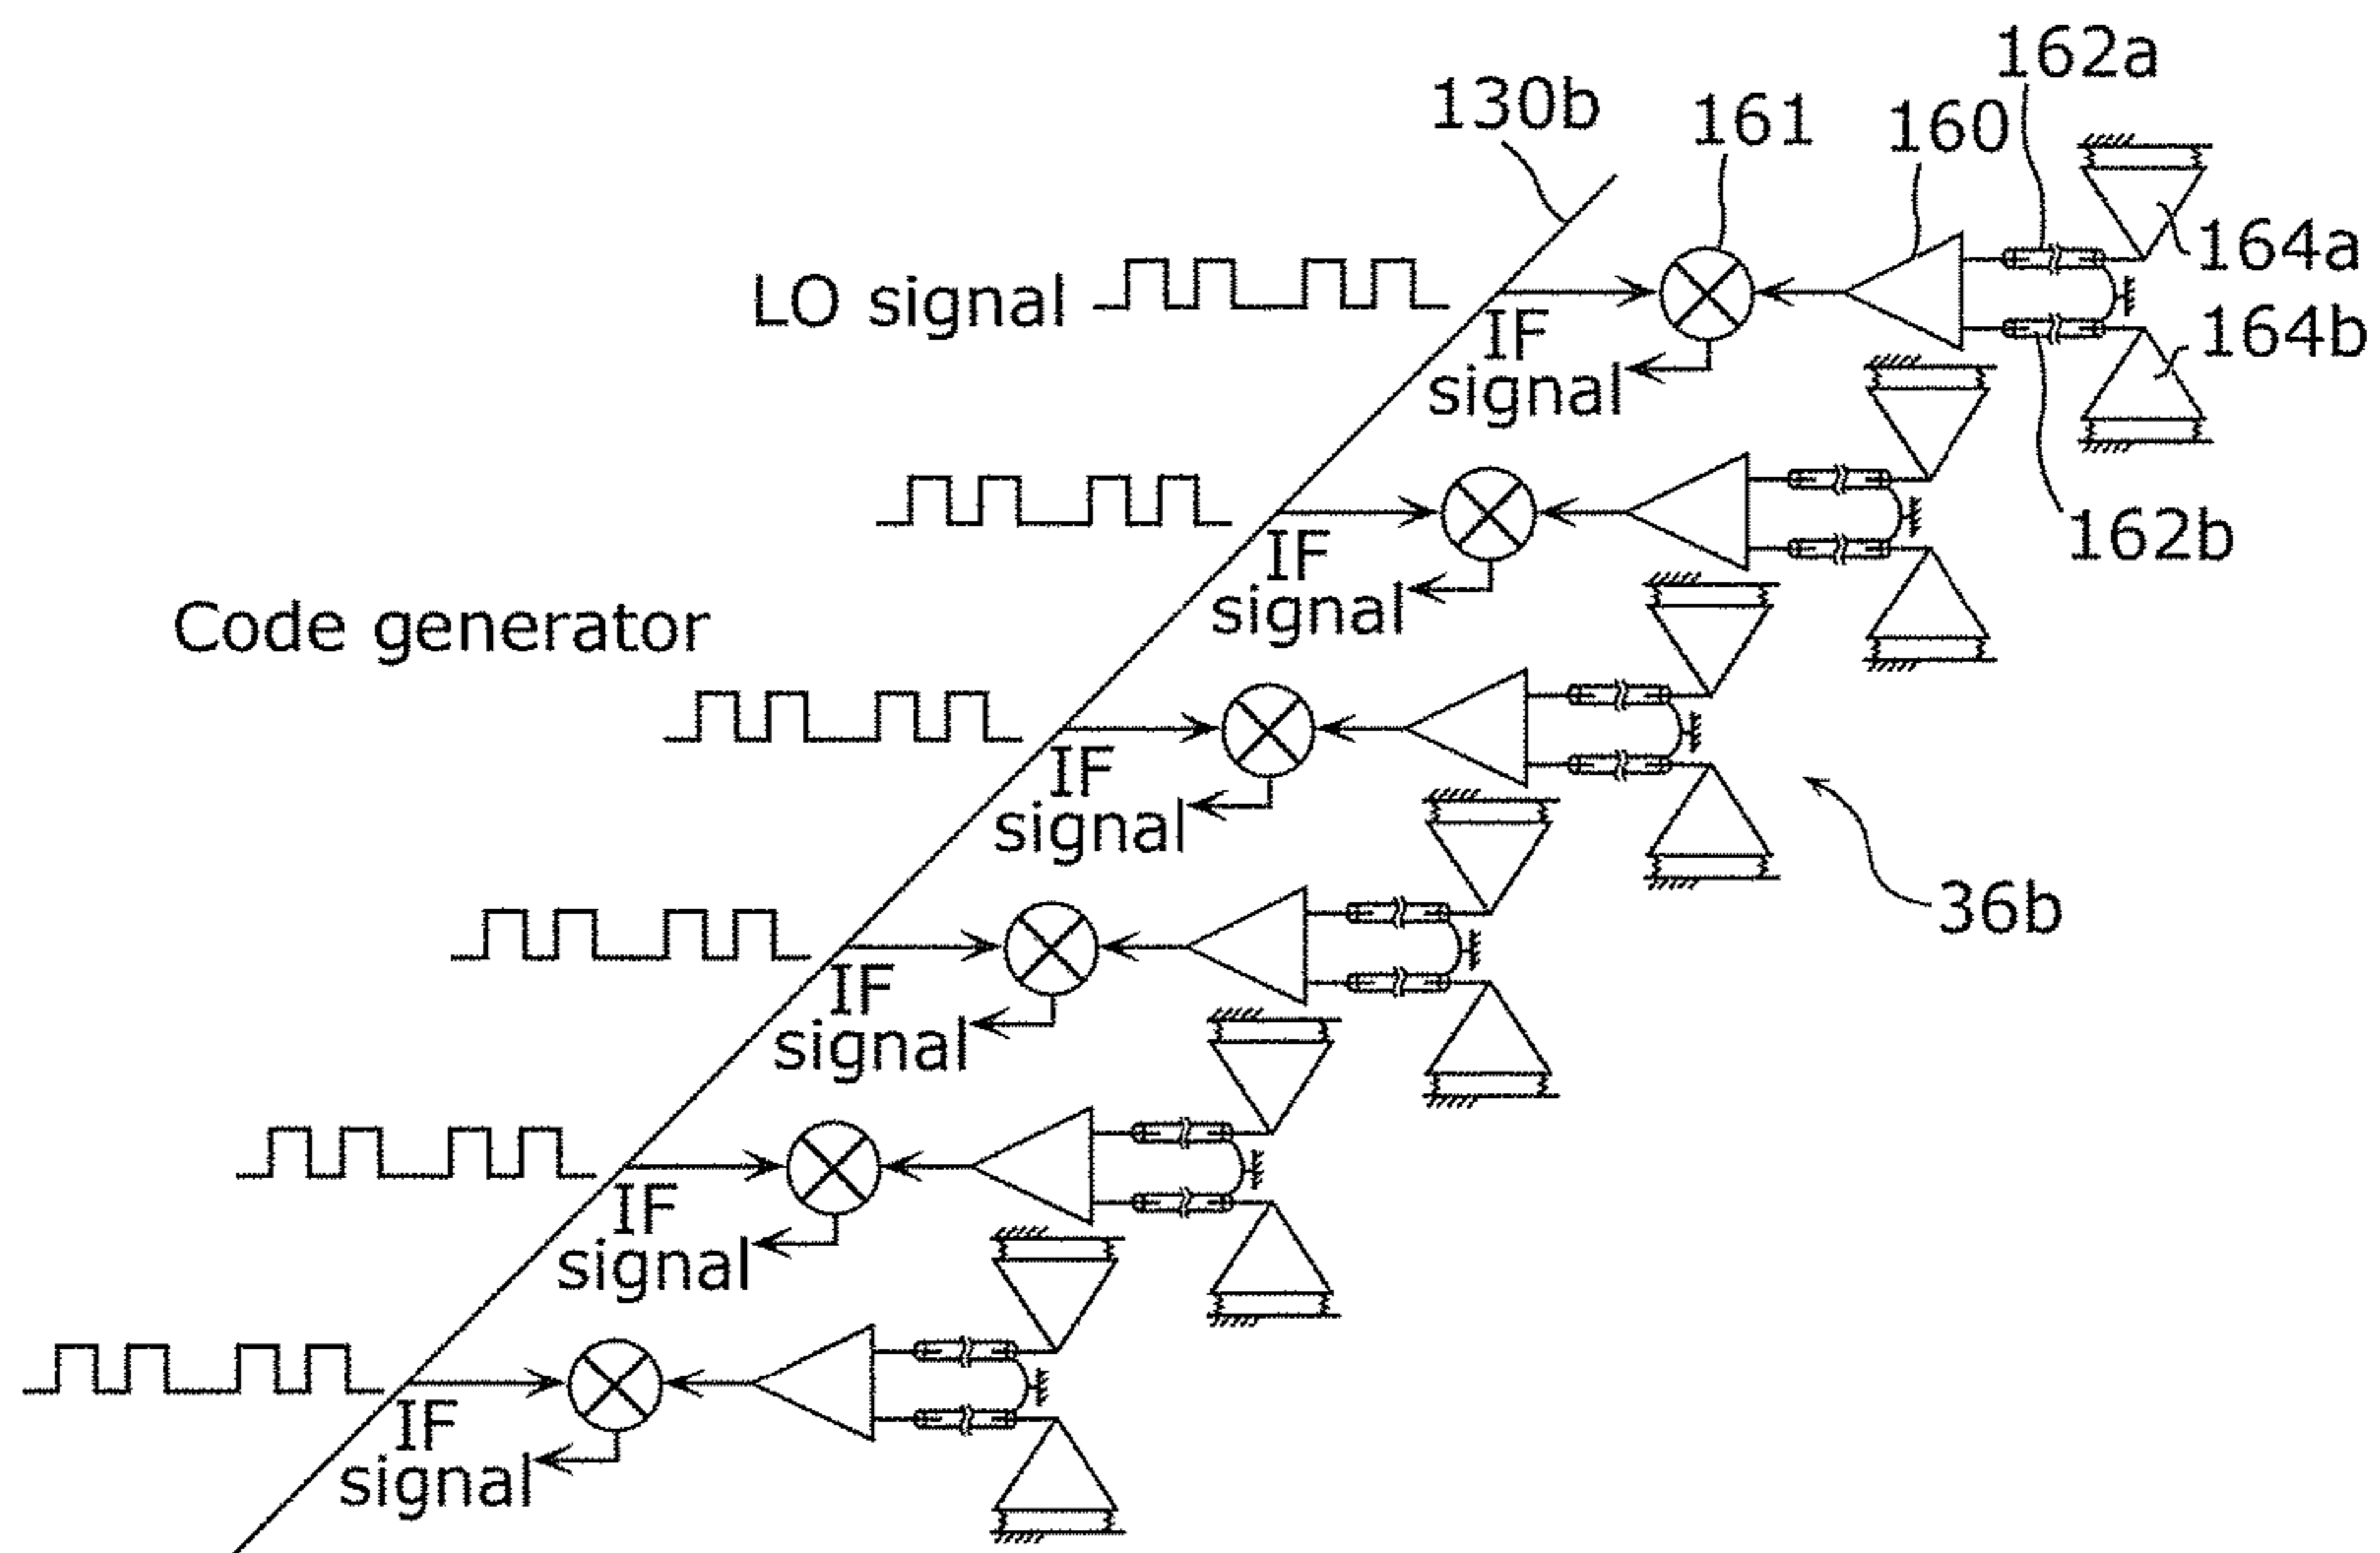 162a
130b
161
160
164a
LO signal
IF
signal
164b
IF
signal
162b
Code generator
IF
signal
36b
IF
signal
IF
signal
IF
signal